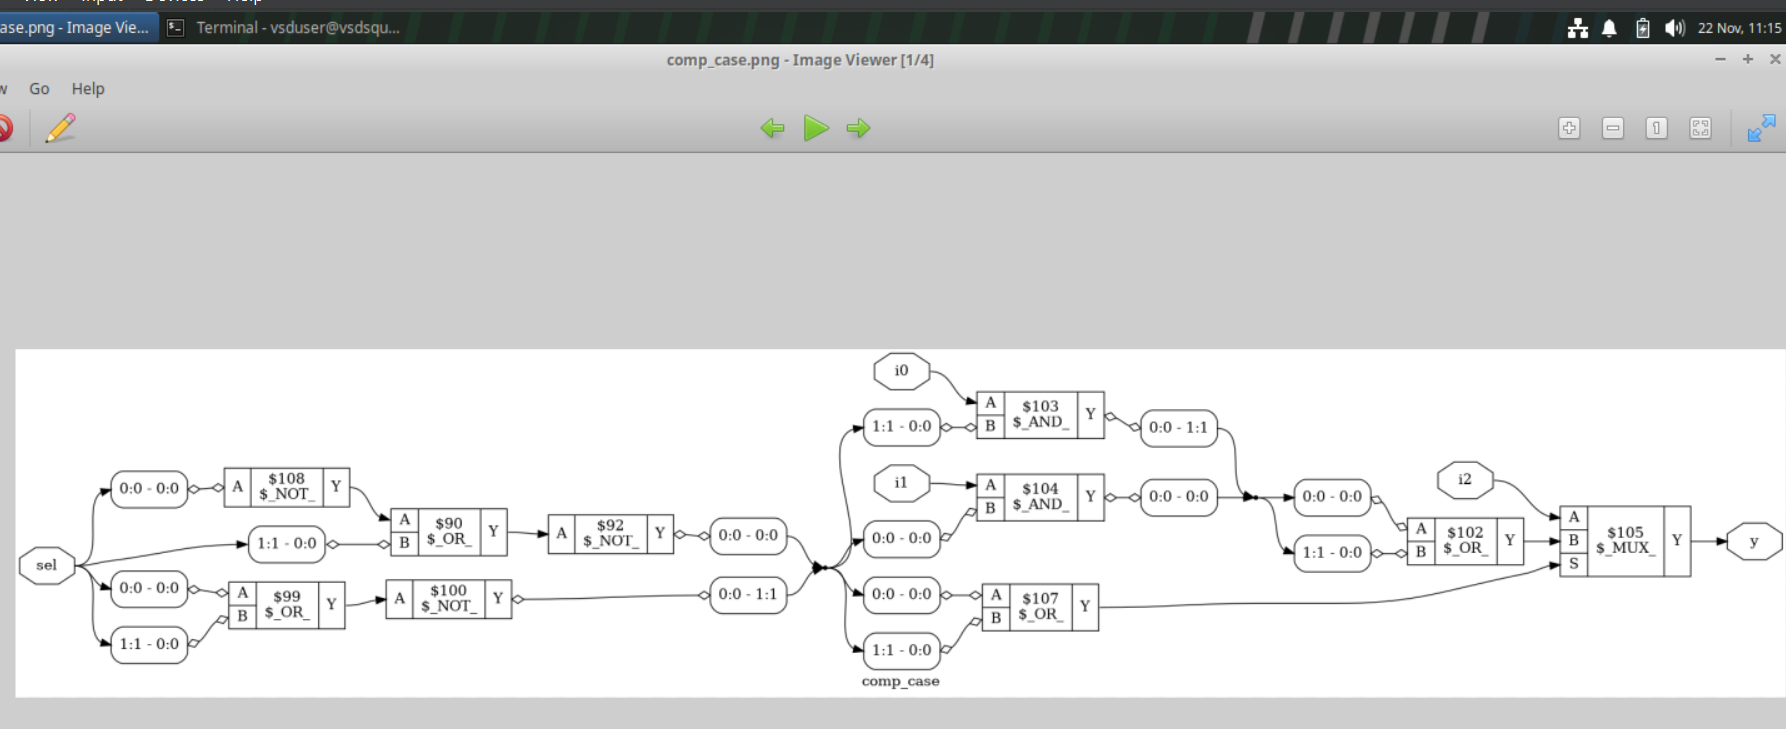 ase.png - Image Vie...
Terminal - vsduser@vsdsqu...
22 Nov, 11:15
comp_case.png - Image Viewer [1/4]
Go
Help
i0
A
B
$103
$_AND_
Y
1:1 - 0:0
0:0 - 1:1
i1
A
B
$104
$_AND_
Y
0:0 - 0:0
0:0 - 0:0
0:0 - 0:0
A
$108
$_NOT_
Y
1:1 - 0:0
A
B
$90
$_OR_
Y
A
$92
$_NOT_
Y
0:0 - 0:0
sel
0:0 - 0:0
A
B
$99
$_OR_
Y
1:1 - 0:0
A
$100
$_NOT_
Y
0:0 - 1:1
0:0 - 0:0
1:1 - 0:0
A
B
$107
$_OR_
Y
0:0 - 0:0
1:1 - 0:0
A
B
$102
$_OR_
Y
i2
A
B
S
$105
$_MUX_
Y
y
comp_case